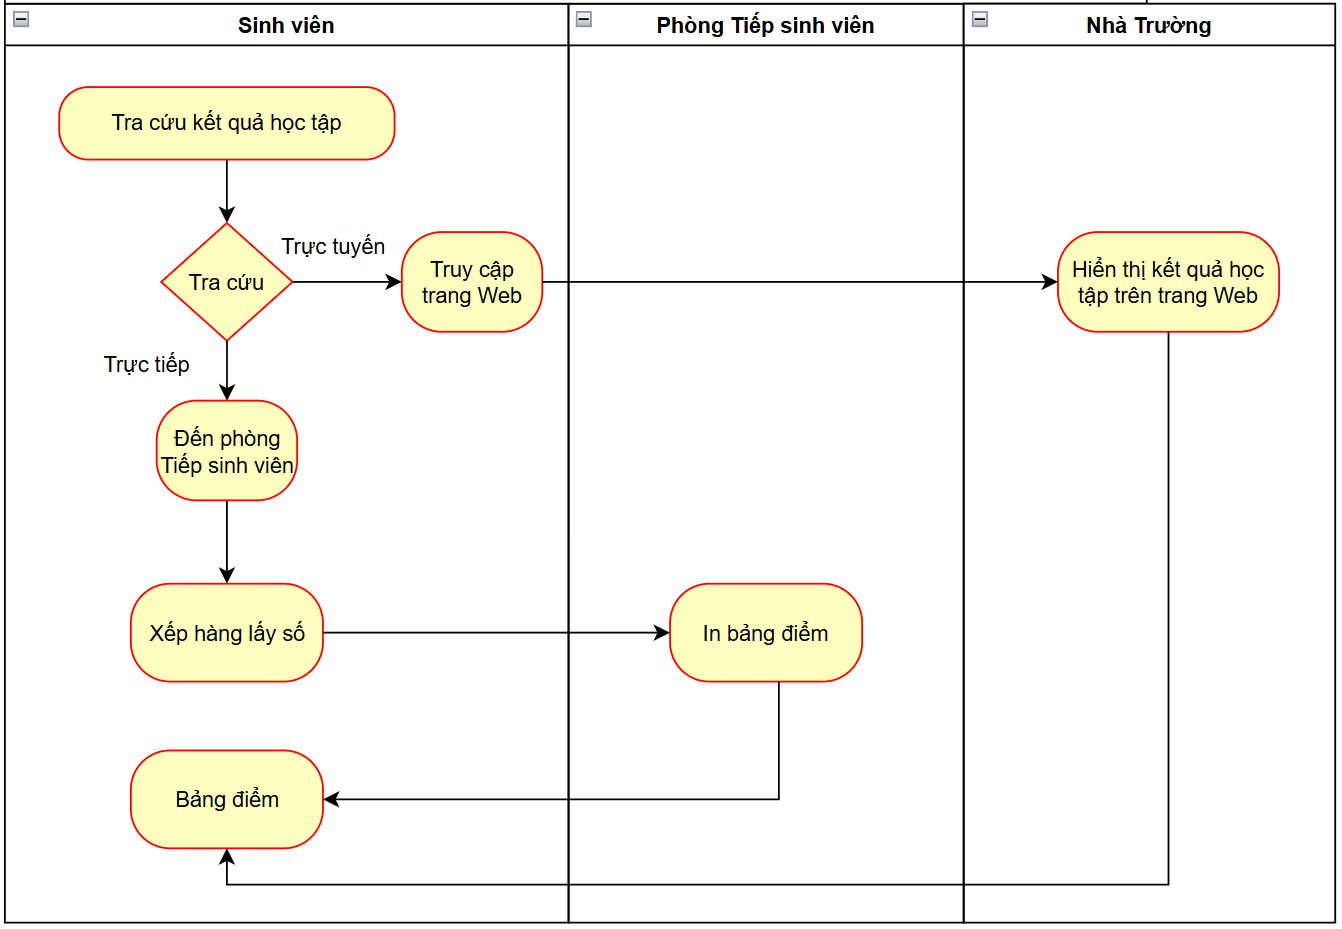 Sinh viên
Phòng Tiếp sinh viên
Nhà Trường
Tra cứu kết quả học tập
Trực tuyến
Tra cứu
Truy cập
trang Web
Hiển thị kết quả học
tập trên trang Web
Trực tiếp
Đến phòng
Tiếp sinh viên
Xếp hàng lấy số
In bảng điểm
Bảng điểm